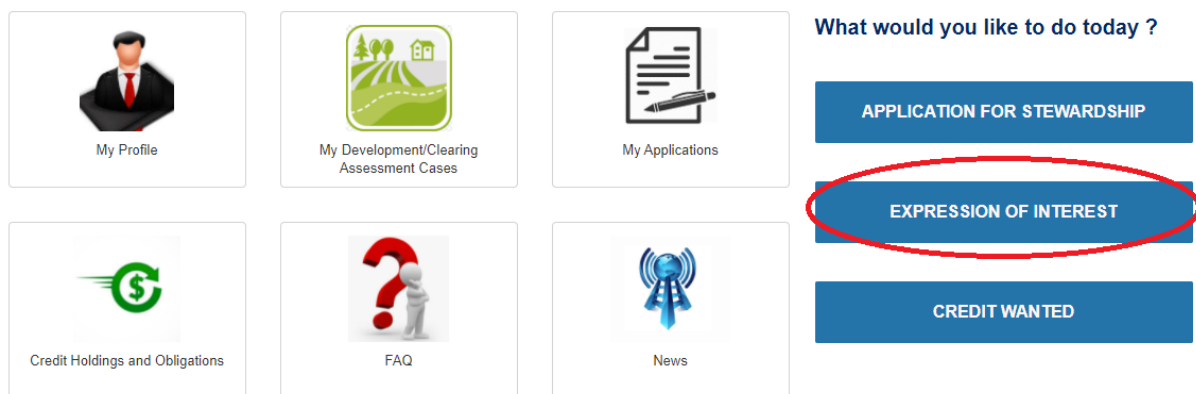 What would you like to do today ?
My Profile
My Development/Clearing
Assessment Cases
My Applications
APPLICATION FOR STEWARDSHIP
EXPRESSION OF INTEREST
Credit Holdings and Obligations
FAQ
News
CREDIT WANTED